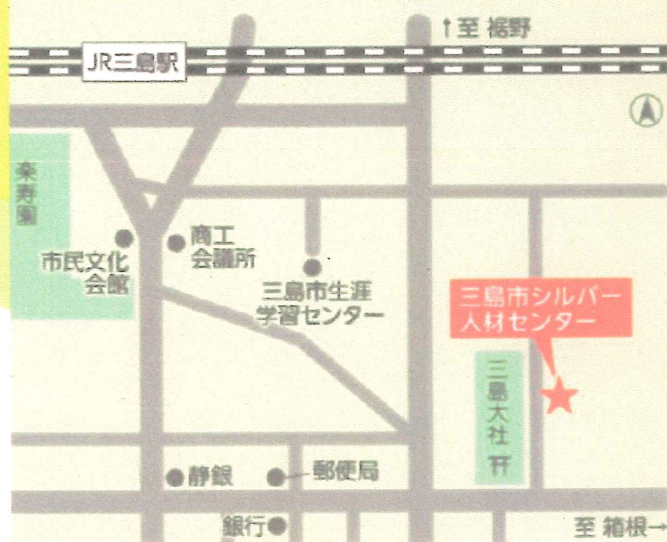 ↑至 裾野
JR三島駅
楽寿園
商工
会議所
市民文化
会館
三島市生涯
学習センター
三島市シルバー
人材センター
三島大社
静銀
郵便局
銀行
至 箱根→